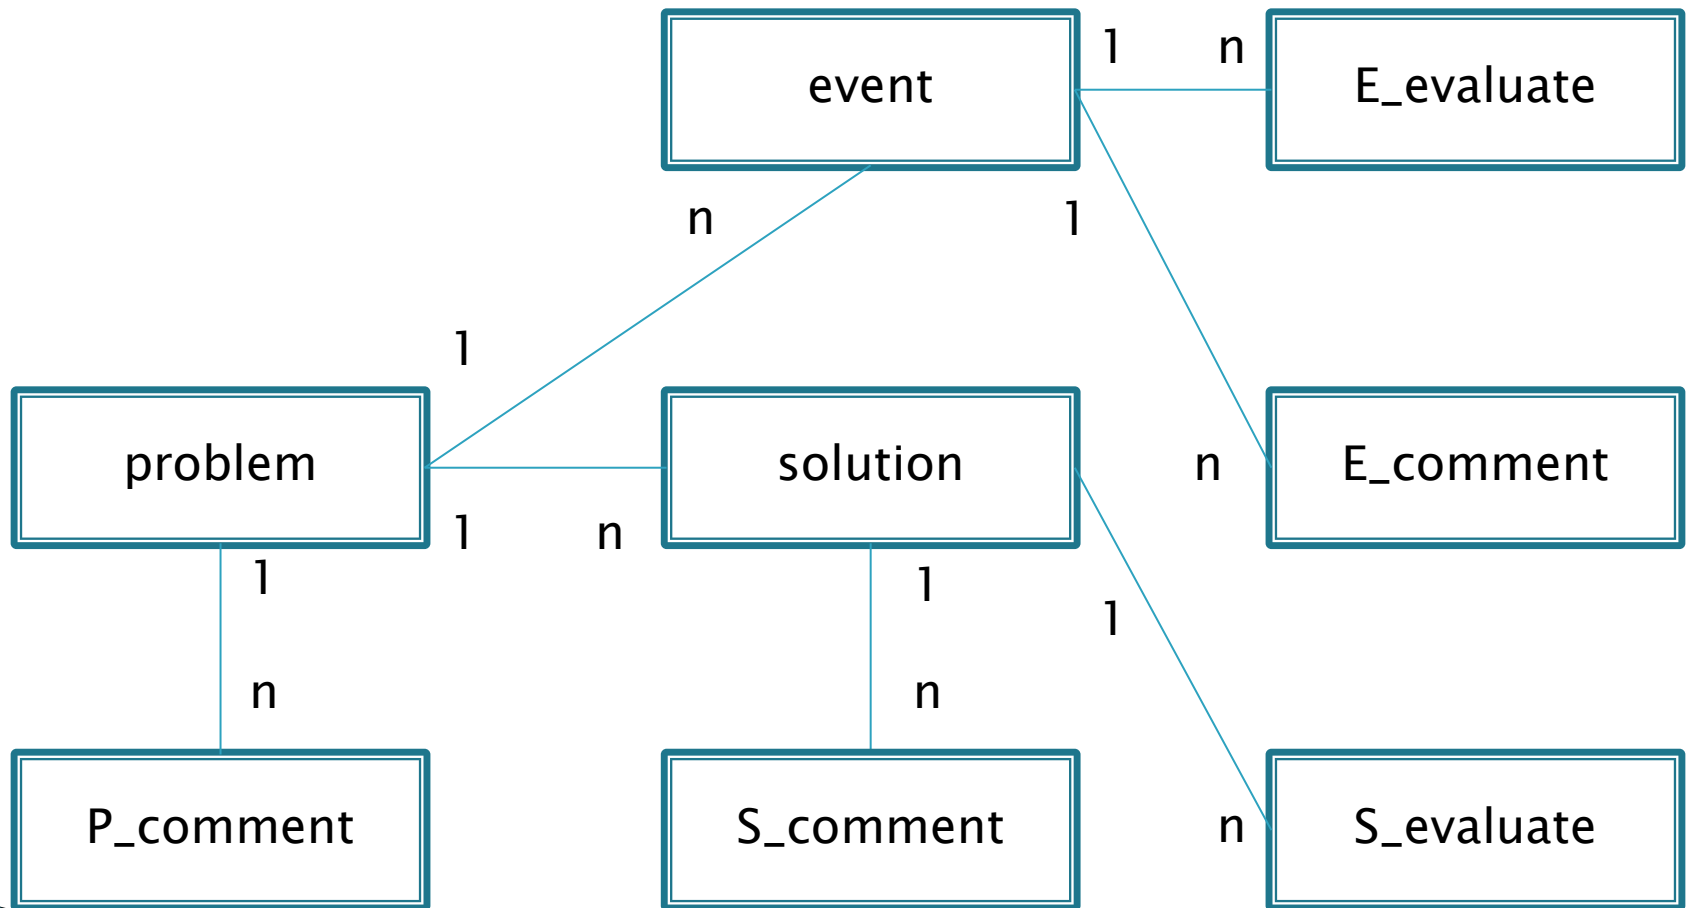 event
1 n
E_evaluate
n
1
1
problem
solution
n
E_comment
1 n
1
1
1
n
n
P_comment
S_comment
n
S_evaluate